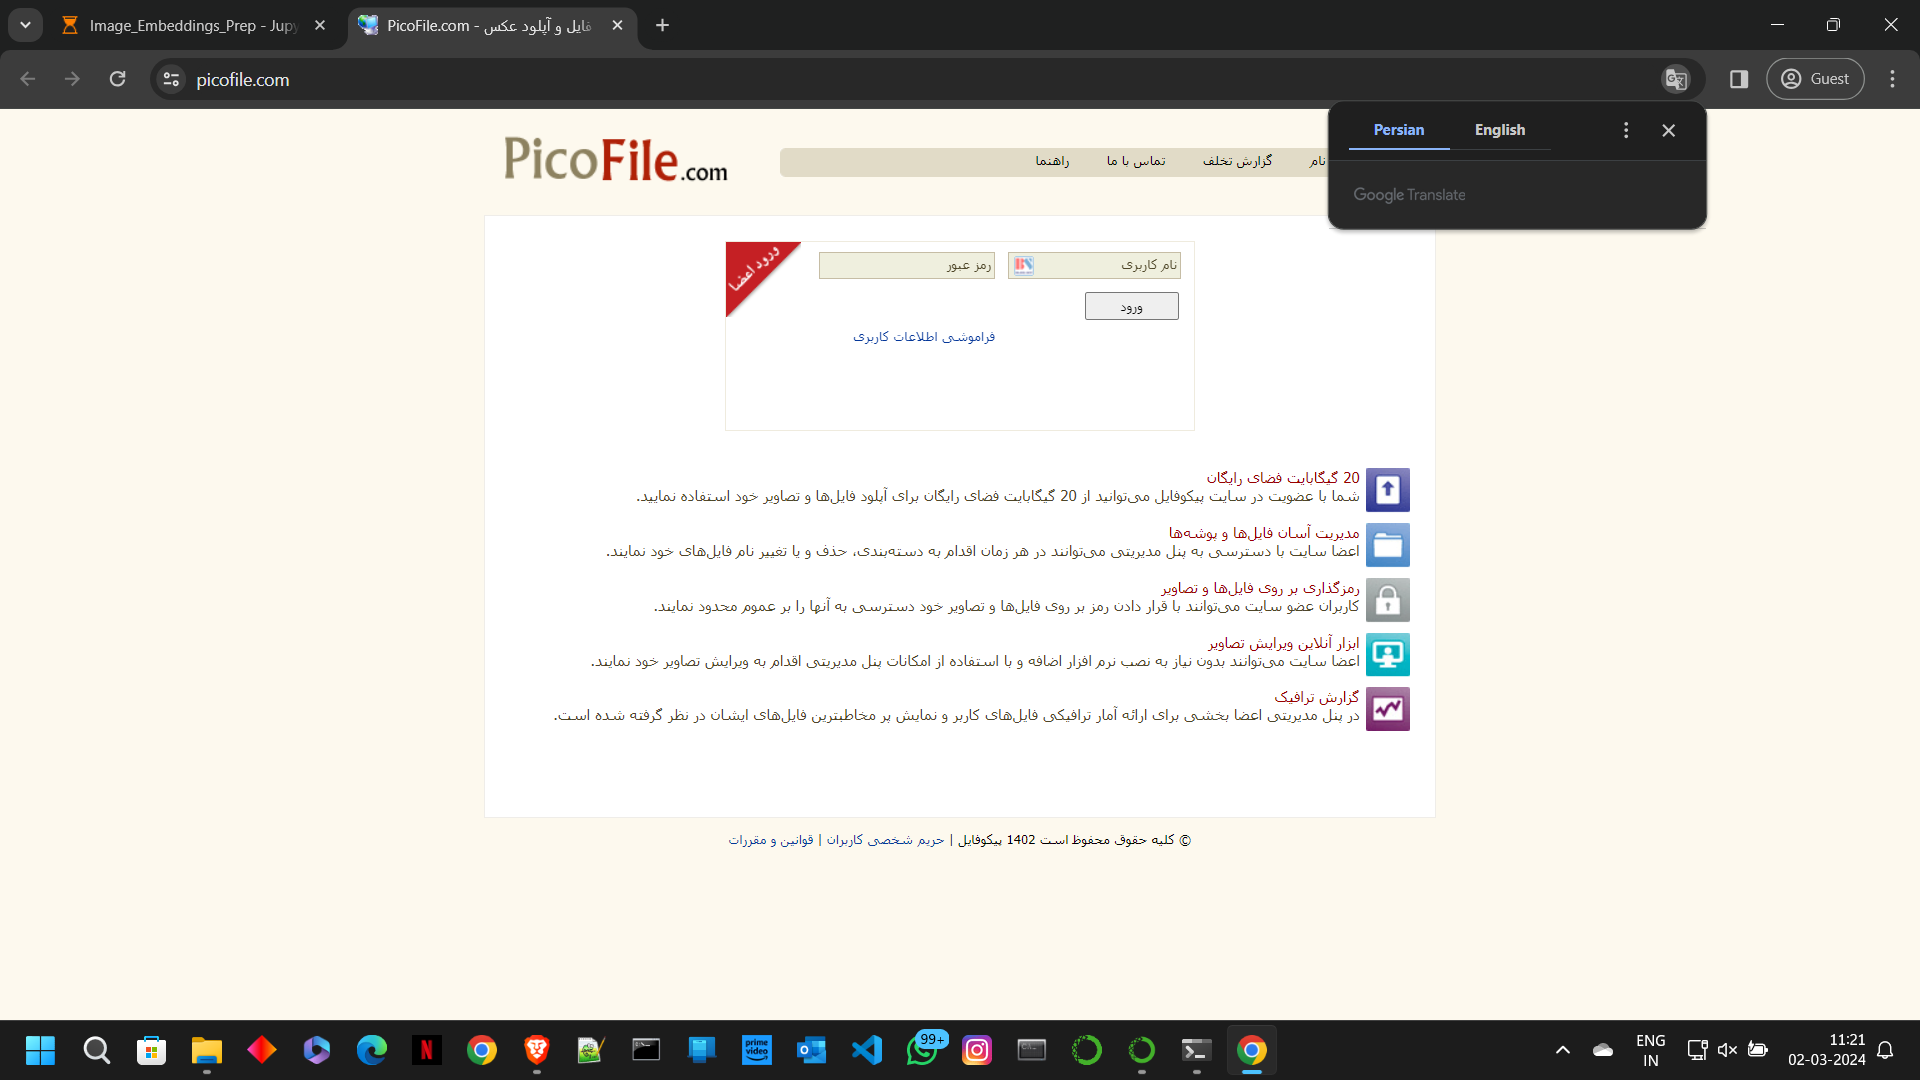 Image_Embeddings_Prep - Jupy
PicoFile.com - فایل و آپلود عکس
picofile.com
Guest
Persian
English
Google Translate
PicoFile.com
نام
گزارش تخلف
تماس با ما
راهنما
ورود اعضا
نام کاربری
رمز عبور
ورود
فراموشی اطلاعات کاربری
20 گیگابایت فضای رایگان
شما با عضویت در سایت پیکوفایل می‌توانید از 20 گیگابایت فضای رایگان برای آپلود فایل‌ها و تصاویر خود استفاده نمایید.
مدیریت آسان فایل‌ها و پوشه‌ها
اعضا سایت با دسترسی به پنل مدیریتی می‌توانند در هر زمان اقدام به دسته‌بندی، حذف و یا تغییر نام فایل‌های خود نمایند.
رمزگذاری بر روی فایل‌ها و تصاویر
کاربران عضو سایت می‌توانند با قرار دادن رمز بر روی فایل‌ها و تصاویر خود دسترسی به آنها را بر عموم محدود نمایند.
ابزار آنلاین ویرایش تصاویر
اعضا سایت می‌توانند بدون نیاز به نصب نرم افزار اضافه و با استفاده از امکانات پنل مدیریتی اقدام به ویرایش تصاویر خود نمایند.
گزارش ترافیک
در پنل مدیریتی اعضا بخشی برای ارائه آمار ترافیکی فایل‌های کاربر و نمایش پر مخاطبترین فایل‌های ایشان در نظر گرفته شده است.
© کلیه حقوق محفوظ است 1402 پیکوفایل | حریم شخصی کاربران | قوانین و مقررات
prime video
99+
ENG
IN
11:21
02-03-2024